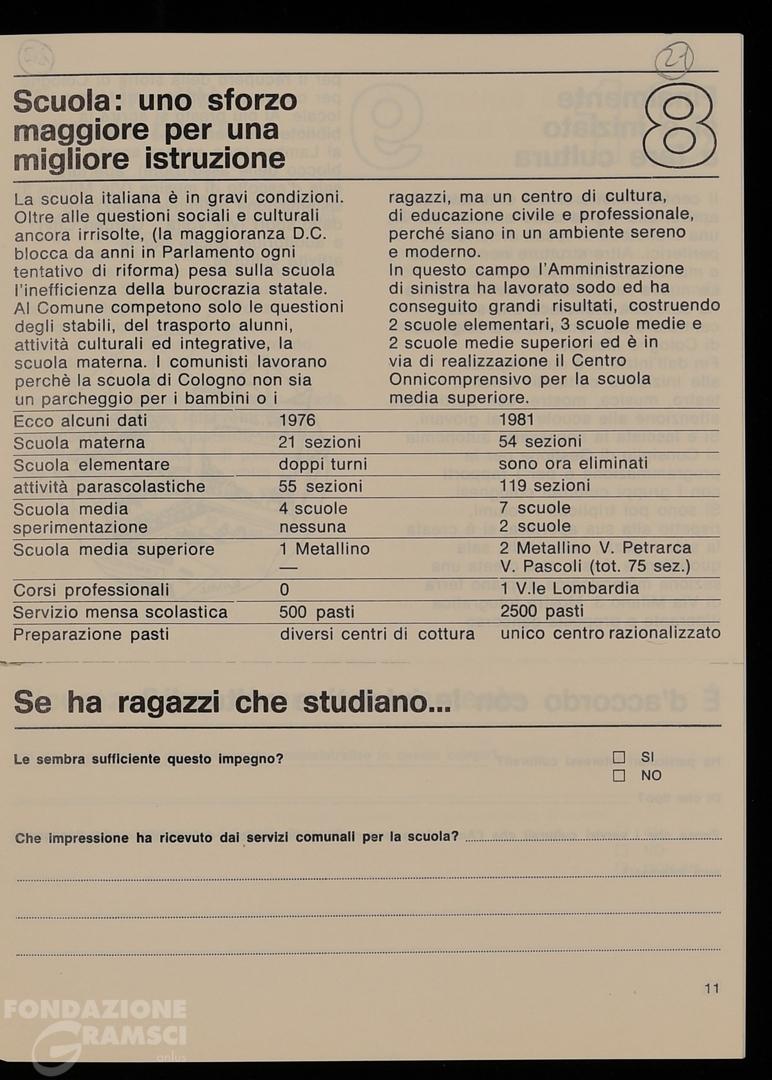 21
8
Scuola: uno sforzo
maggiore per una
migliore istruzione
La scuola italiana è in gravi condizioni.
Oltre alle questioni sociali e culturali
ancora irrisolte, (la maggioranza D.C.
blocca da anni in Parlamento ogni
tentativo di riforma) pesa sulla scuola
l'inefficienza della burocrazia statale.
Al Comune competono solo le questioni
degli stabili, del trasporto alunni,
attività culturali ed integrative, la
scuola materna. I comunisti lavorano
perchè la scuola di Cologno non sia
un parcheggio per i bambini o i
ragazzi, ma un centro di cultura,
di educazione civile e professionale,
perché siano in un ambiente sereno
e moderno.
In questo campo l'Amministrazione
di sinistra ha lavorato sodo ed ha
conseguito grandi risultati, costruendo
2 scuole elementari, 3 scuole medie e
2 scuole medie superiori ed è in
via di realizzazione il Centro
Onnicomprensivo per la scuola
media superiore.
Ecco alcuni dati 1976 1981
Scuola materna 21 sezioni 54 sezioni
Scuola elementare doppi turni sono ora eliminati
attività parascolastiche 55 sezioni 119 sezioni
Scuola media 4 scuole 7 scuole
sperimentazione nessuna 2 scuole
Scuola media superiore 1 Metallino 2 Metallino V. Petrarca
— V. Pascoli (tot. 75 sez.)
Corsi professionali 0 1 V.le Lombardia
Servizio mensa scolastica 500 pasti 2500 pasti
Preparazione pasti diversi centri di cottura unico centro razionalizzato
Se ha ragazzi che studiano...
Le sembra sufficiente questo impegno? SI
NO
Che impressione ha ricevuto dai servizi comunali per la scuola?
11
FONDAZIONE
GRAMSCI
onlus